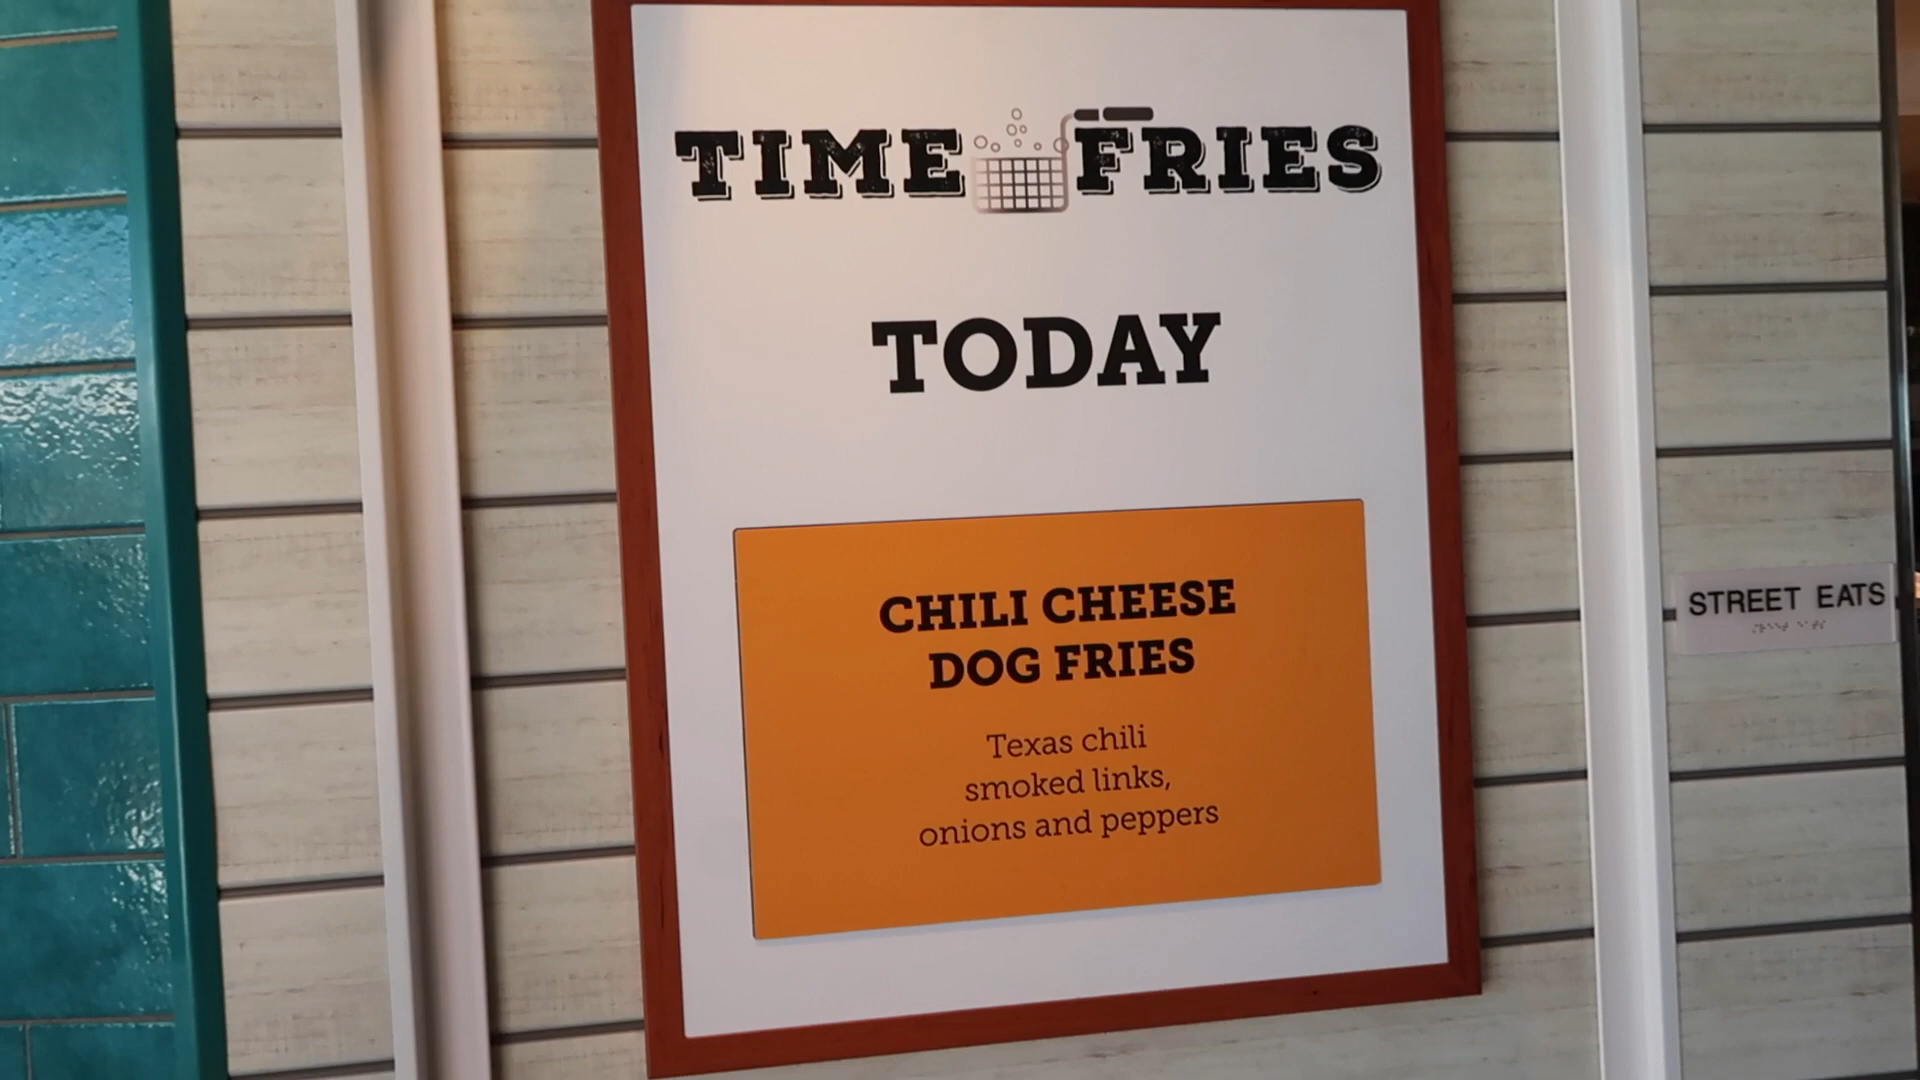 TIME FRIES
TODAY
CHILI CHEESE
DOG FRIES
Texas chili
smoked links,
onions and peppers
STREET EATS